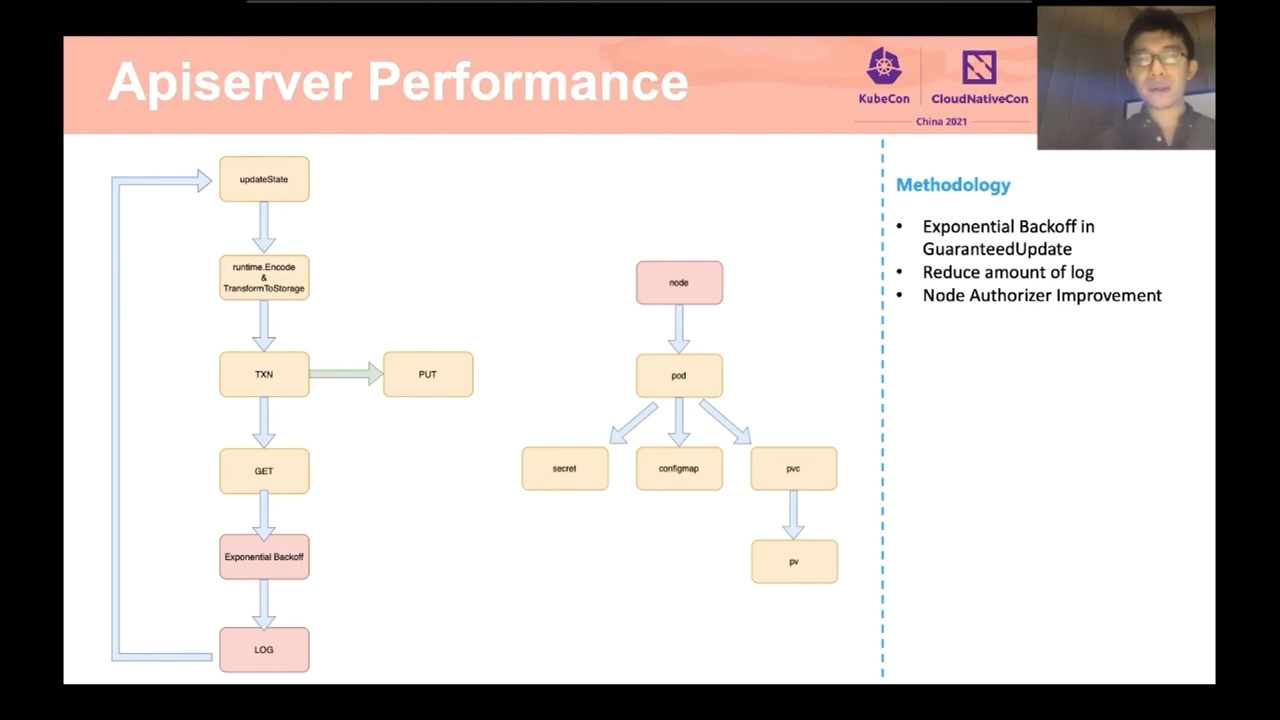 Apiserver Performance
KubeCon
CloudNativeCon
China 2021
updateState
runtime.Encode
&
TransformToStorage
TXN
PUT
GET
Exponential Backoff
LOG
node
pod
secret
configmap
pvc
pv
Methodology
• Exponential Backoff in
GuaranteedUpdate
• Reduce amount of log
• Node Authorizer Improvement